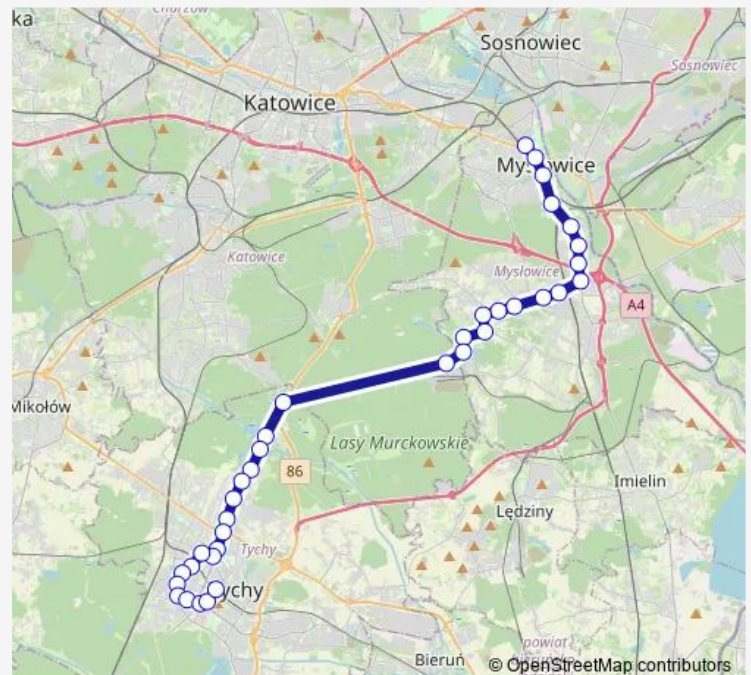 ka
Chorzów
Sosnowiec
Sosnowiec
Katowice
Mysłowice
Katowice
Mysłowice
A4
Mikołów
Lasy Murckowskie
86
Imielin
Lędziny
Tychy
Tychy
powiat
Bieruń
© OpenStreetMap contributors